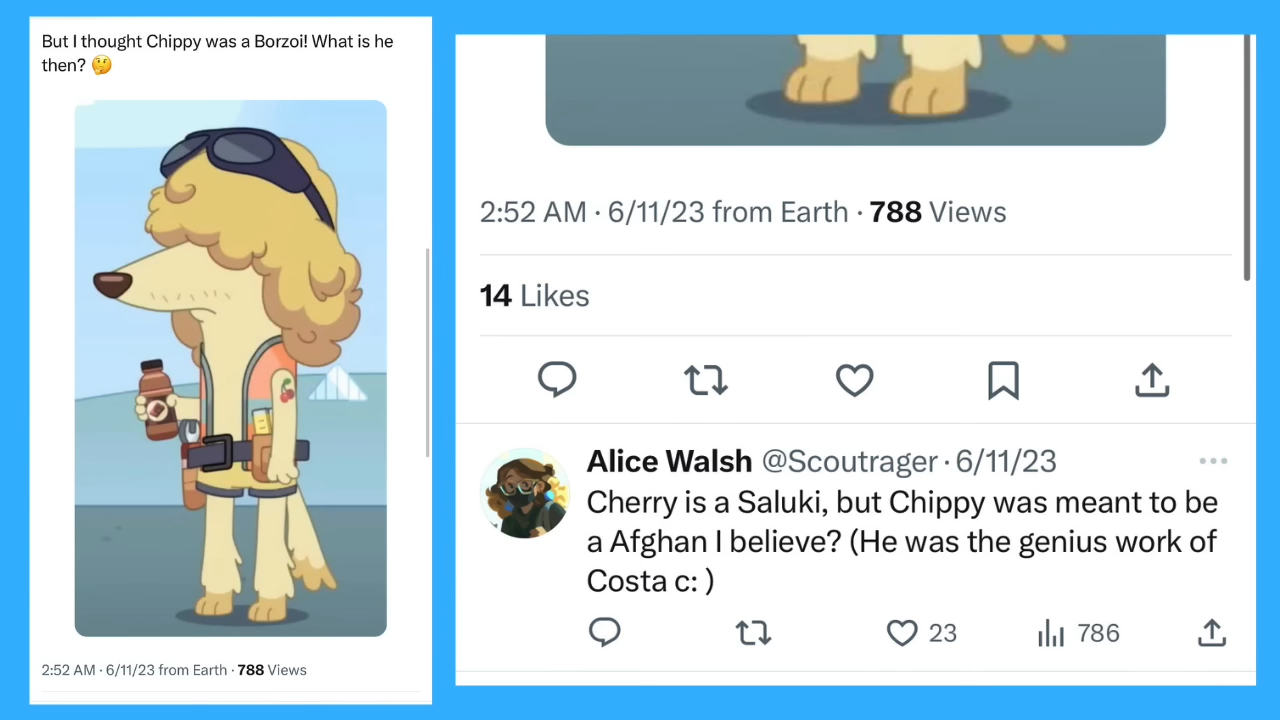 But I thought Chippy was a Borzoi! What is he
then? 🤔
2:52 AM · 6/11/23 from Earth · 788 Views
2:52 AM · 6/11/23 from Earth · 788 Views
14 Likes
Alice Walsh @Scoutrager · 6/11/23
Cherry is a Saluki, but Chippy was meant to be
a Afghan I believe? (He was the genius work of
Costa c: )
23 786